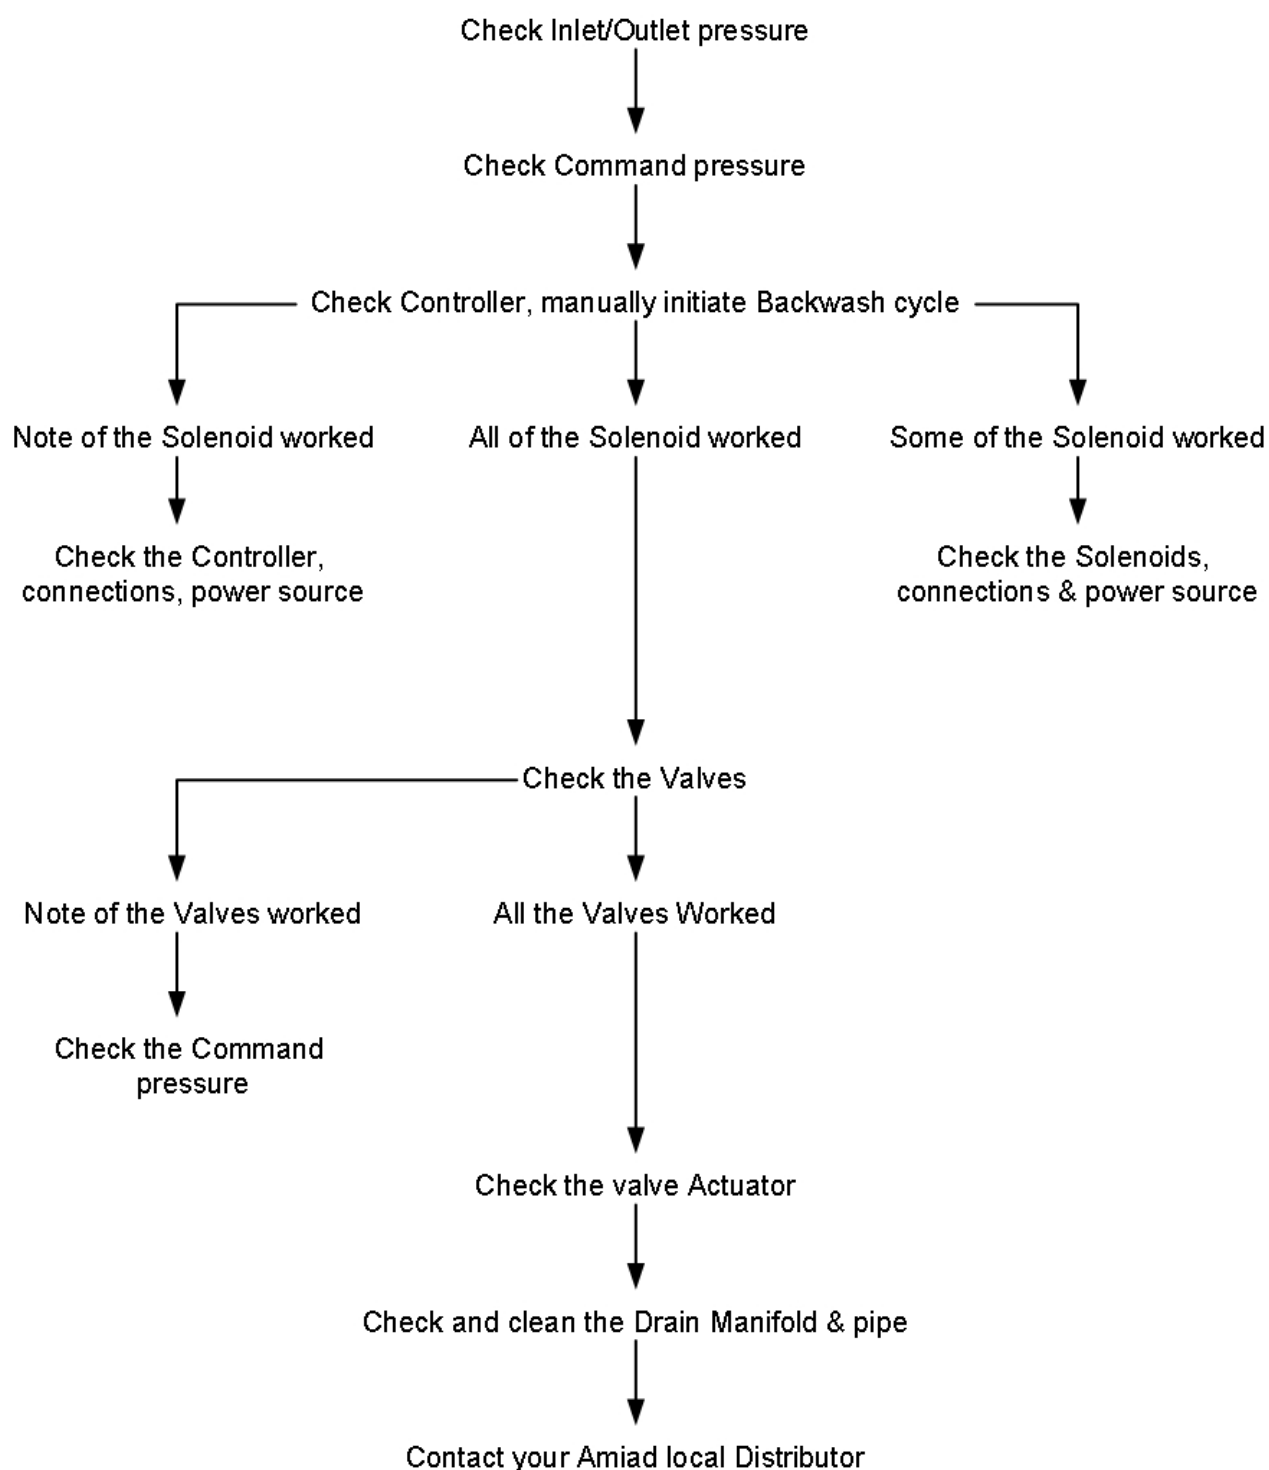 Check Inlet/Outlet pressure
Check Command pressure
Check Controller, manually initiate Backwash cycle
Note of the Solenoid worked
All of the Solenoid worked
Some of the Solenoid worked
Check the Controller,
connections, power source
Check the Solenoids,
connections & power source
Check the Valves
Note of the Valves worked
All the Valves Worked
Check the Command
pressure
Check the valve Actuator
Check and clean the Drain Manifold & pipe
Contact your Amiad local Distributor